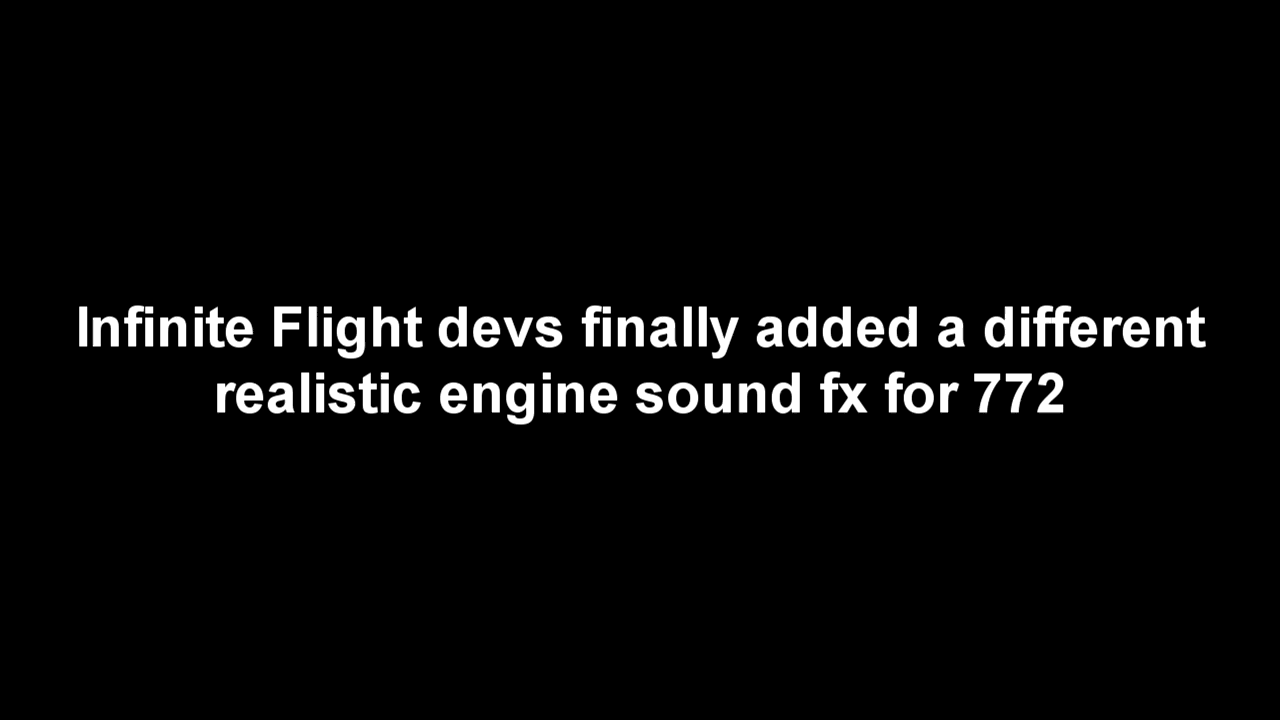 Infinite Flight devs finally added a different
realistic engine sound fx for 772